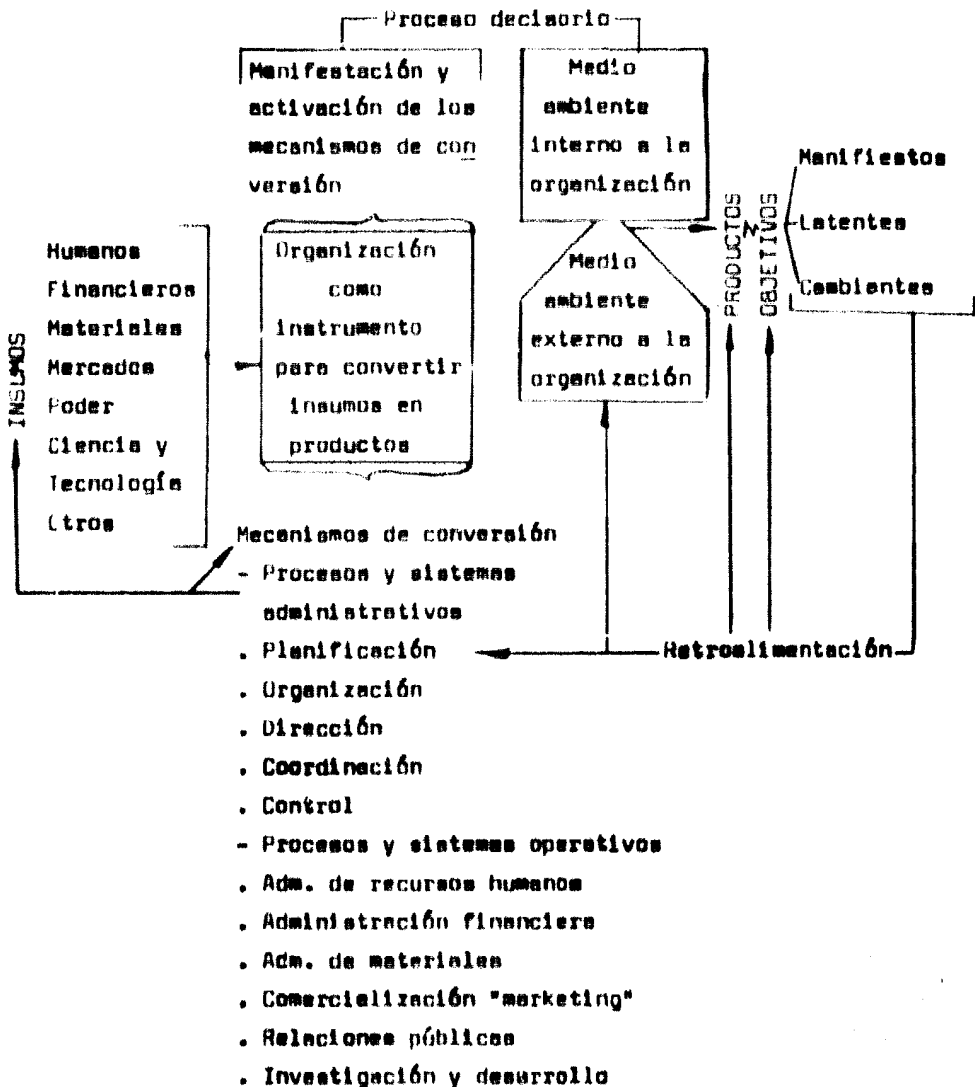 Proceso decisorio
Manifestación y
activación de los
mecanismos de con
versión
Medio
ambiente
interno a la
organización
INSUMOS
Humanos
Financieros
Materiales
Mercados
Poder
Ciencia y
Tecnología
Otros
Organización
como
instrumento
para convertir
insumos en
productos
Medio
ambiente
externo a la
organización
PRODUCTOS
OBJETIVOS
Manifiestos
Latentes
Cambiantes
Mecanismos de conversión
- Procesos y sistemas
administrativos
. Planificación
Retroalimentación
. Organización
. Dirección
. Coordinación
. Control
- Procesos y sistemas operativos
. Adm. de recursos humanos
. Administración financiera
. Adm. de materiales
. Comercialización "marketing"
. Relaciones públicas
. Investigación y desarrollo